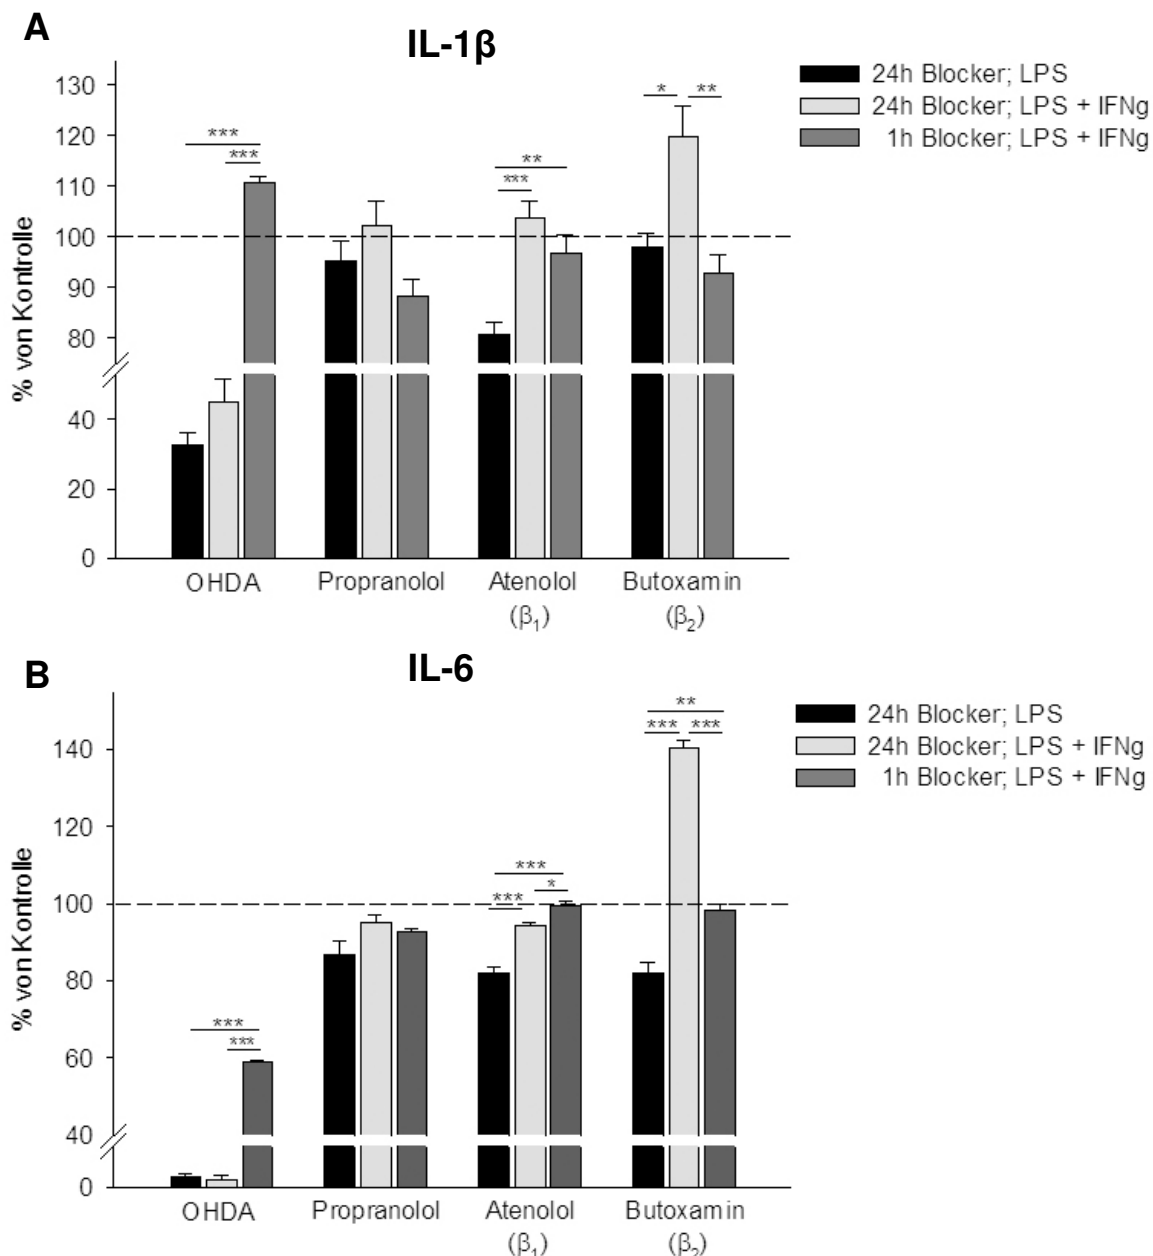 A
IL-1β
24h Blocker; LPS
24h Blocker; LPS + IFNg
1h Blocker; LPS + IFNg
% von Kontrolle
130
120
110
100
90
80
40
20
0
***
***
**
***
*
**
OHDA
Propranolol
Atenolol
(β1)
Butoxamin
(β2)
B
IL-6
24h Blocker; LPS
24h Blocker; LPS + IFNg
1h Blocker; LPS + IFNg
% von Kontrolle
140
120
100
80
60
40
0
***
***
***
***
*
**
***
***
OHDA
Propranolol
Atenolol
(β1)
Butoxamin
(β2)